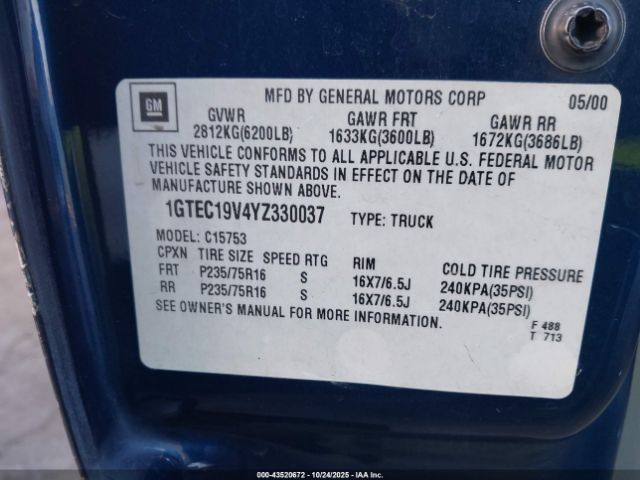 GM
MFD BY GENERAL MOTORS CORP 05/00
GVWR GAWR FRT GAWR RR
2812KG(6200LB) 1633KG(3600LB) 1672KG(3686LB)
THIS VEHICLE CONFORMS TO ALL APPLICABLE U.S. FEDERAL MOTOR
VEHICLE SAFETY STANDARDS IN EFFECT ON THE DATE OF
MANUFACTURE SHOWN ABOVE.
1GTEC19V4YZ330037 TYPE: TRUCK
MODEL: C15753
CPXN TIRE SIZE SPEED RTG RIM COLD TIRE PRESSURE
FRT P235/75R16 S 16X7/6.5J 240KPA(35PSI)
RR P235/75R16 S 16X7/6.5J 240KPA(35PSI)
SEE OWNER'S MANUAL FOR MORE INFORMATION.
F 488
T 713
000-43520672 - 10/24/2025 - IAA Inc.